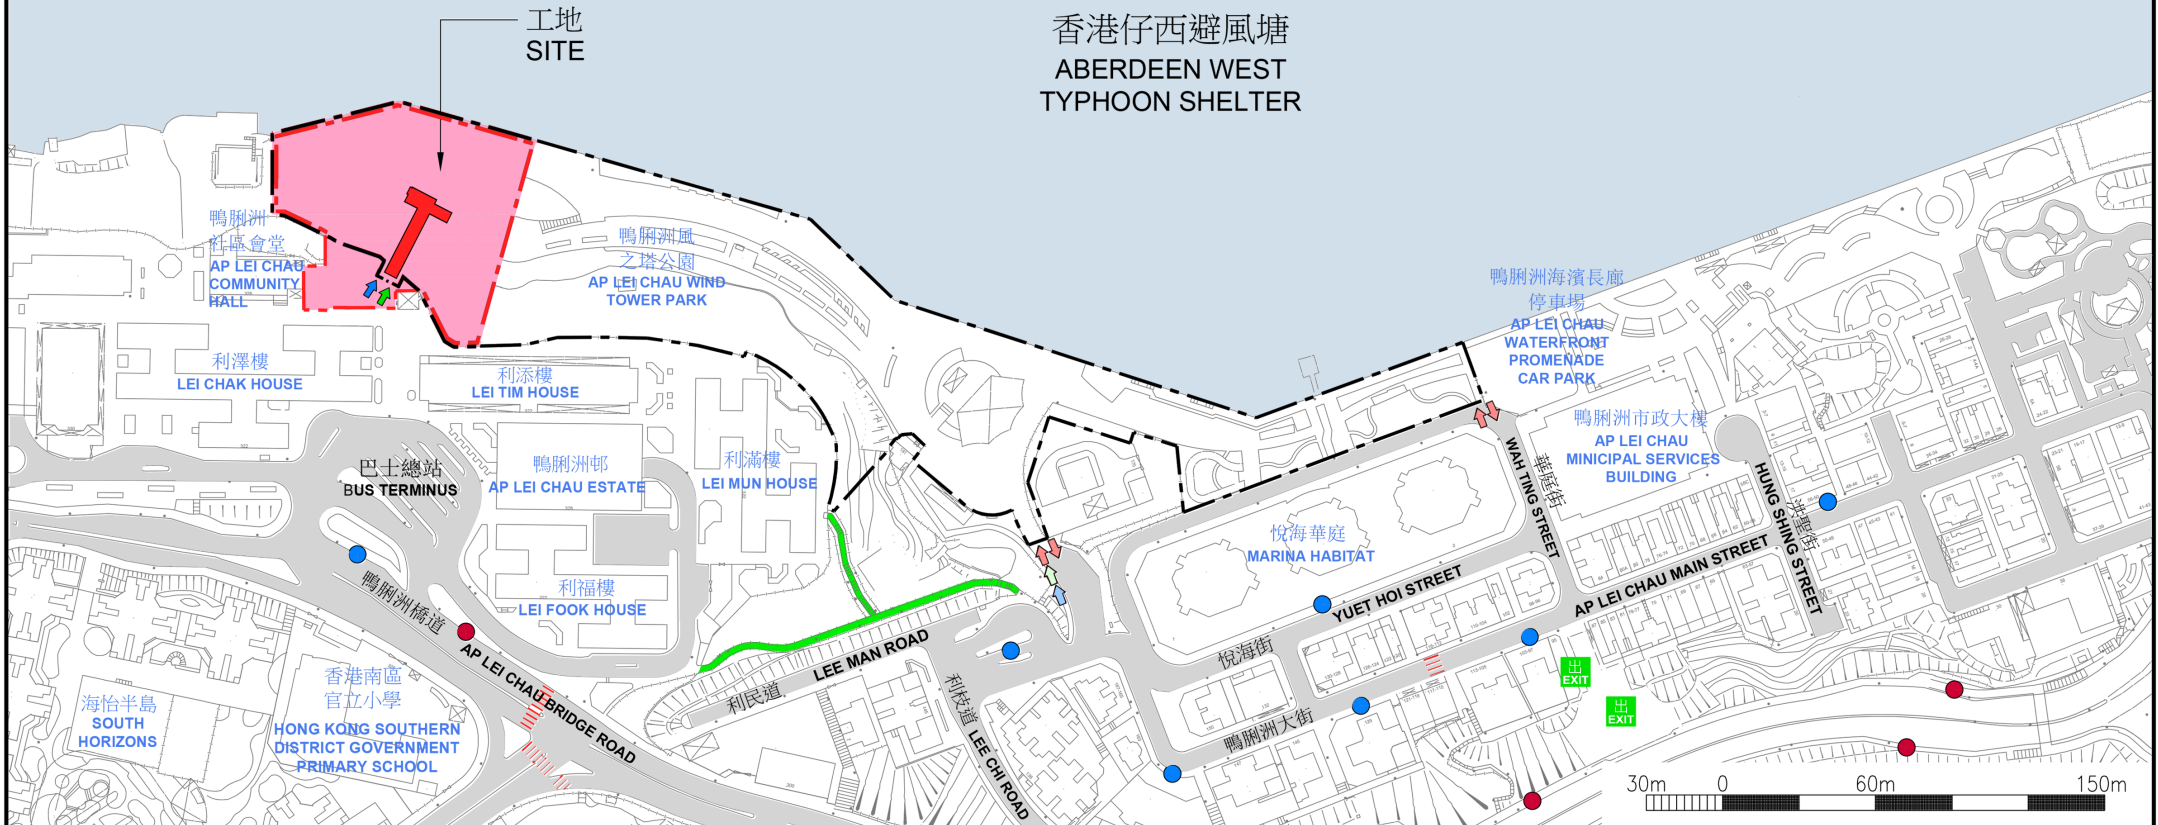 工地
SITE
香港仔西避風塘
ABERDEEN WEST
TYPHOON SHELTER
鴨脷洲
社區會堂
AP LEI CHAU
COMMUNITY
HALL
鴨脷洲風
之塔公園
AP LEI CHAU WIND
TOWER PARK
鴨脷洲海濱長廊
停車場
AP LEI CHAU
WATERFRONT
PROMENADE
CAR PARK
利澤樓
LEI CHAK HOUSE
利添樓
LEI TIM HOUSE
鴨脷洲市政大樓
AP LEI CHAU
MINICIPAL SERVICES
BUILDING
巴士總站
BUS TERMINUS
鴨脷洲邨
AP LEI CHAU ESTATE
利滿樓
LEI MUN HOUSE
華庭街
WAH TING STREET
洪聖街
HUNG SHING STREET
悅海華庭
MARINA HABITAT
利福樓
LEI FOOK HOUSE
鴨脷洲橋道
AP LEI CHAU BRIDGE ROAD
悅海街
YUET HOI STREET
鴨脷洲大街
AP LEI CHAU MAIN STREET
利民道
LEE MAN ROAD
利枝道
LEE CHI ROAD
海怡半島
SOUTH
HORIZONS
香港南區
官立小學
HONG KONG SOUTHERN
DISTRICT GOVERNMENT
PRIMARY SCHOOL
出
EXIT
出
EXIT
30m 0 60m 150m